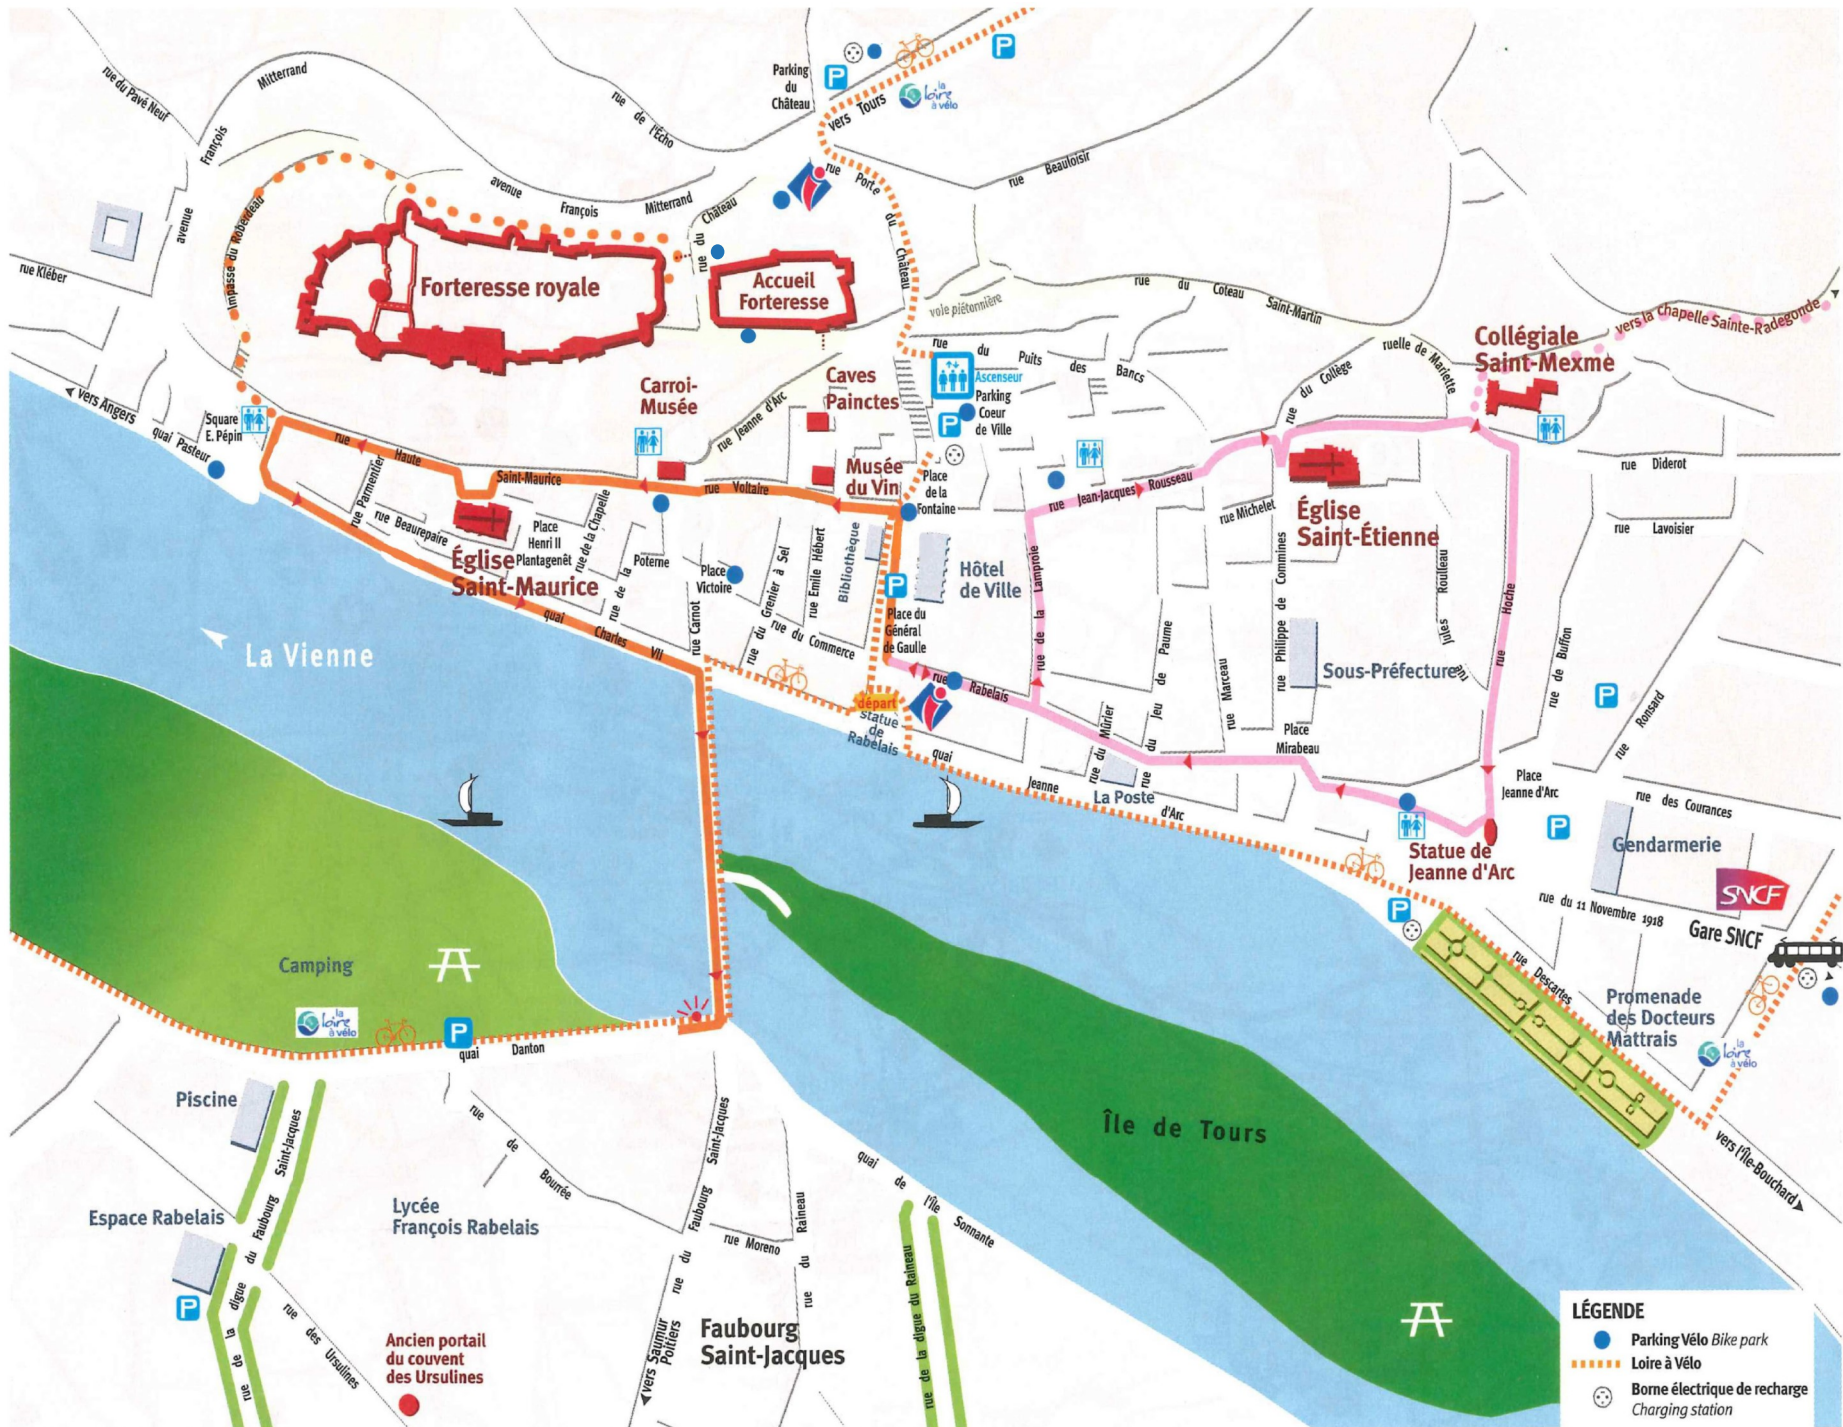 rue du Pavé Neuf
Mitterrand
François
avenue
rue de l'Écho
Parking
du
Château
P
P
vers Tours
la
loire
à vélo
rue Beauloisir
rue Porte du Château
avenue François Mitterrand
rue du Château
rue Kléber
Impasse du Roberdeau
Forteresse royale
Accueil
Forteresse
voie piétonnière
rue du Coteau Saint-Martin
vers la chapelle Sainte-Radegonde
Collégiale
Saint-Mexme
ruelle de Mariette
rue du Collège
rue du Puits des Bancs
Ascenseur
Parking
Coeur
de Ville
P
Caves
Painctes
Carroi-
Musée
rue Jeanne d'Arc
vers Angers
quai Pasteur
Square
E. Pépin
rue Haute Saint-Maurice
rue Voltaire
Musée
du Vin
Place
de la
Fontaine
rue Jean-Jacques Rousseau
rue Michelet
Église
Saint-Étienne
rue Diderot
rue Lavoisier
rue Parmentier
rue Beaurepaire
Église
Saint-Maurice
Place
Henri II
Plantagenêt
rue de la Chapelle
rue de la Poterne
Place
Victoire
rue Carnot
rue du Grenier à Sel
rue Emile Hébert
rue du Commerce
Bibliothèque
P
Hôtel
de Ville
Place du
Général
de Gaulle
rue de la Lamproie
rue du Jeu de Paume
rue Marceau
rue Philippe de Commines
Sous-Préfecture
rue Jules Roulleau
rue Hoche
rue de Buffon
rue Ronsard
P
quai Charles VII
La Vienne
départ
Statue
de
Rabelais
rue Rabelais
quai Jeanne d'Arc
rue du Mûrier
La Poste
Place
Mirabeau
Place
Jeanne d'Arc
P
rue des Courances
Gendarmerie
Statue de
Jeanne d'Arc
SNCF
Gare SNCF
rue du 11 Novembre 1918
P
rue Descartes
Promenade
des Docteurs
Mattrais
la
loire
à vélo
vers l'Île-Bouchard
Camping
la
loire
à vélo
P
quai Danton
Piscine
Espace Rabelais
P
rue de la digue du Faubourg Saint-Jacques
Lycée
François Rabelais
rue de Bourrée
rue des Ursulines
Ancien portail
du couvent
des Ursulines
rue du Faubourg Saint-Jacques
vers Saumur
Poitiers
rue Moreno
rue du Raineau
Faubourg
Saint-Jacques
quai de l'Île Sonnante
rue de la digue du Raineau
Île de Tours
LÉGENDE
Parking Vélo Bike park
Loire à Vélo
Borne électrique de recharge
Charging station